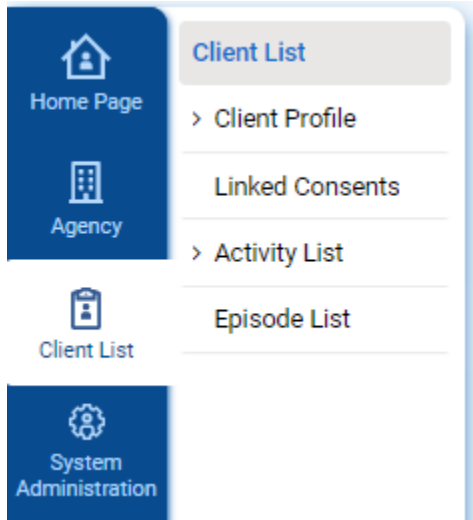 Home Page
Agency
Client List
System
Administration
Client List
> Client Profile
Linked Consents
> Activity List
Episode List